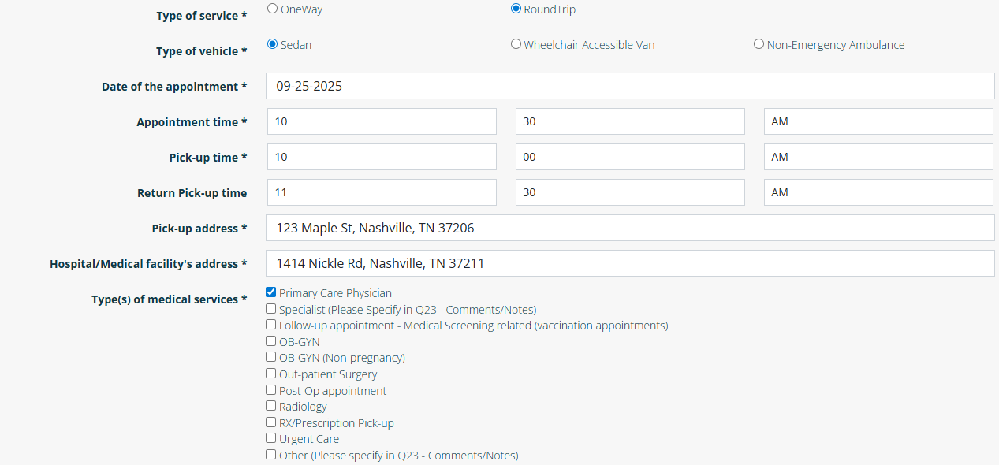 Type of service * OneWay RoundTrip
Type of vehicle * Sedan Wheelchair Accessible Van Non-Emergency Ambulance
Date of the appointment * 09-25-2025
Appointment time * 10 30 AM
Pick-up time * 10 00 AM
Return Pick-up time 11 30 AM
Pick-up address * 123 Maple St, Nashville, TN 37206
Hospital/Medical facility's address * 1414 Nickle Rd, Nashville, TN 37211
Type(s) of medical services * Primary Care Physician
Specialist (Please Specify in Q23 - Comments/Notes)
Follow-up appointment - Medical Screening related (vaccination appointments)
OB-GYN
OB-GYN (Non-pregnancy)
Out-patient Surgery
Post-Op appointment
Radiology
RX/Prescription Pick-up
Urgent Care
Other (Please specify in Q23 - Comments/Notes)